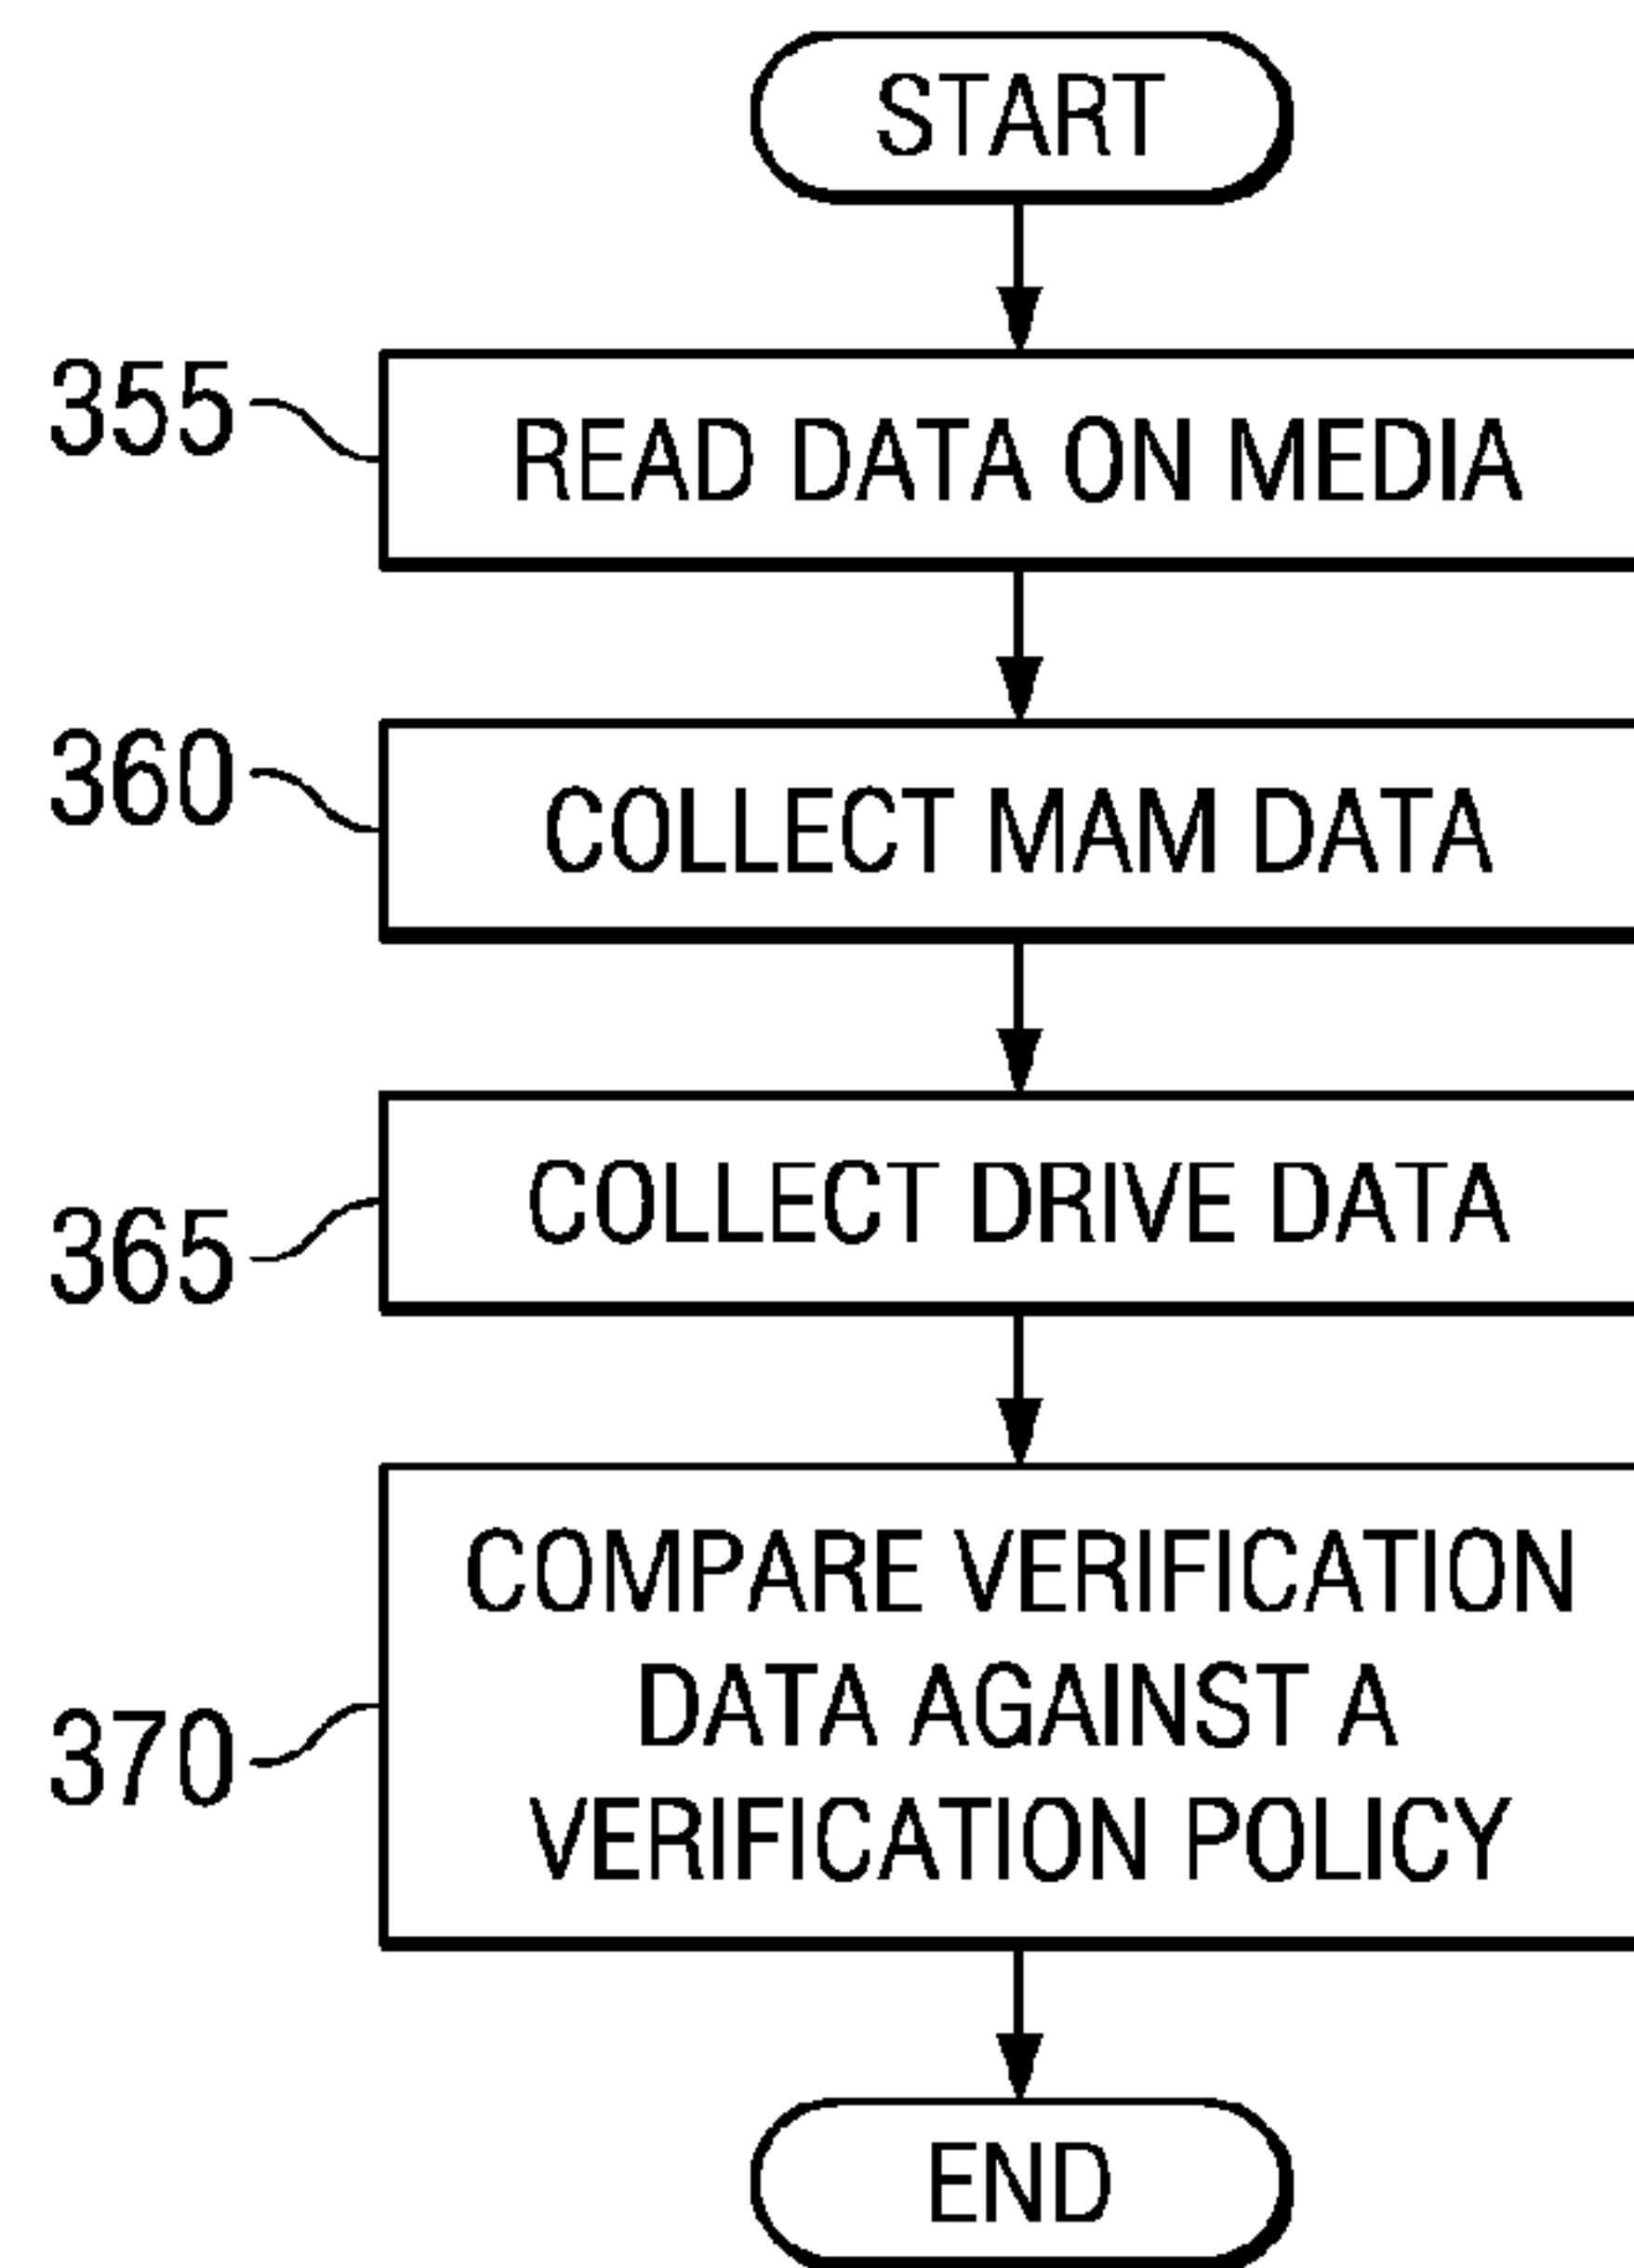 START
355
READ DATA ON MEDIA
360
COLLECT MAM DATA
365
COLLECT DRIVE DATA
370
COMPARE VERIFICATION
DATA AGAINST A
VERIFICATION POLICY
END